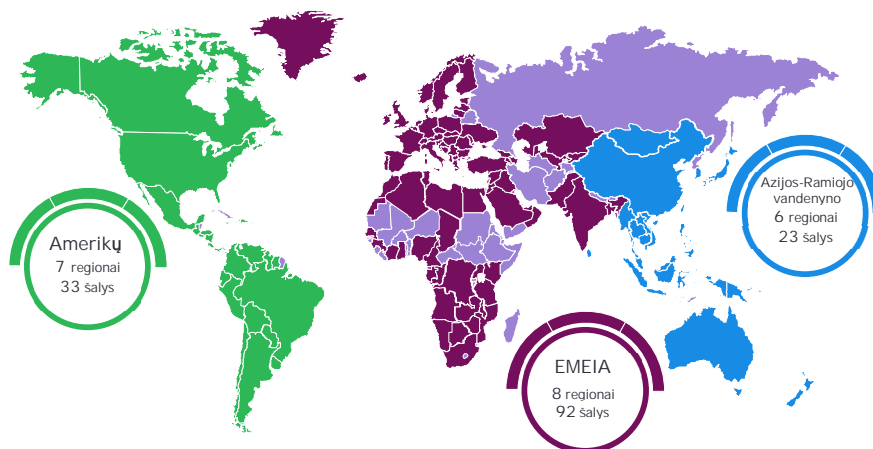 Amerikų
7 regionai
33 šalys
Azijos-Ramiojo
vandenyno
6 regionai
23 šalys
EMEIA
8 regionai
92 šalys